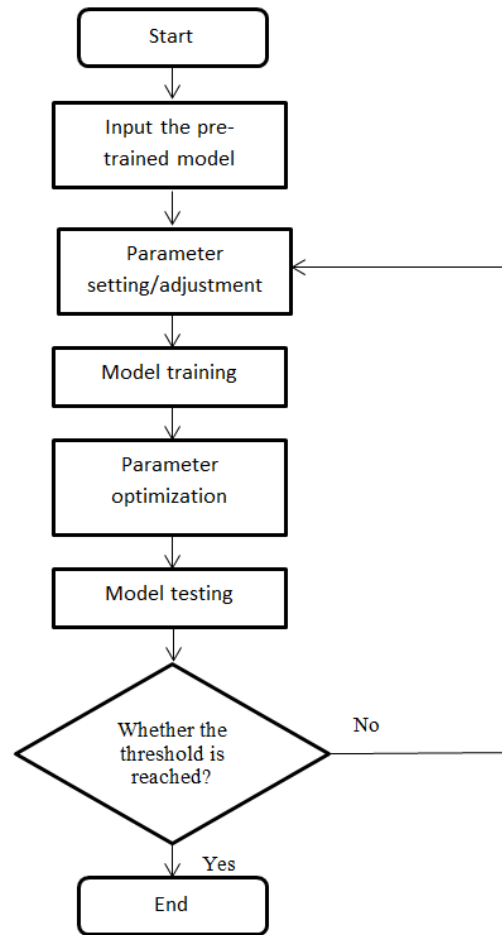 Start
Input the pre-
trained model
Parameter
setting/adjustment
Model training
Parameter
optimization
Model testing
Whether the
threshold is
reached?
No
Yes
End